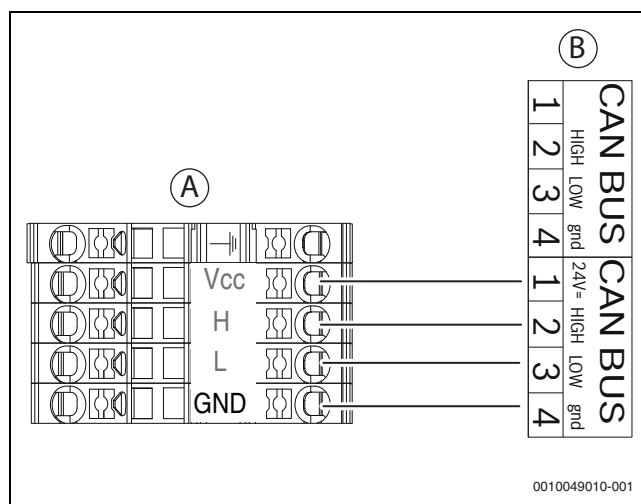 A
B
Vcc
H
L
GND
CAN BUS
1
2 HIGH
3 LOW
4 gnd
CAN BUS
1 24V=
2 HIGH
3 LOW
4 gnd
0010049010-001